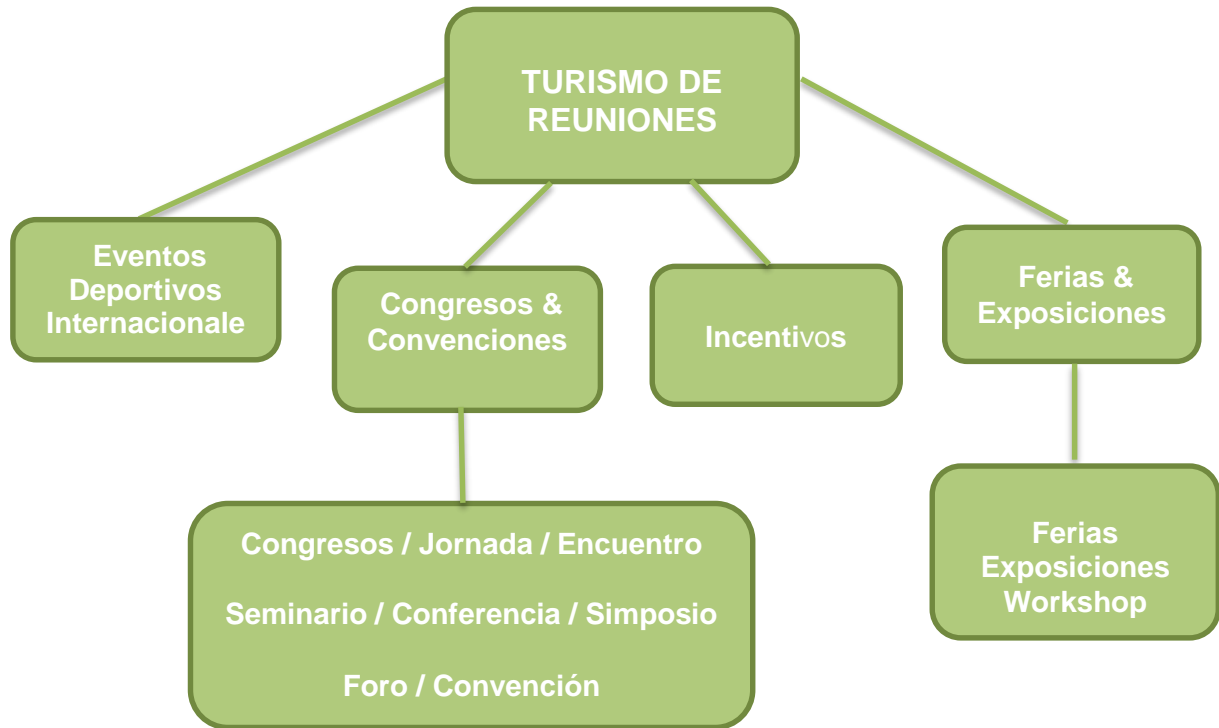 TURISMO DE
REUNIONES
Eventos
Deportivos
Internacionale
Congresos &
Convenciones
Incentivos
Ferias &
Exposiciones
Congresos / Jornada / Encuentro
Seminario / Conferencia / Simposio
Foro / Convención
Ferias
Exposiciones
Workshop